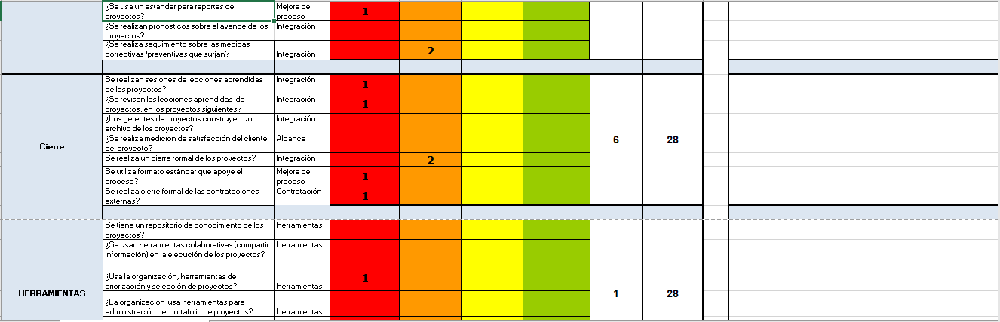 ¿Se usa un estandar para reportes de
proyectos?
Mejora del
proceso
1
¿Se realizan pronósticos sobre el avance de los
proyectos?
Integración
¿Se realiza seguimiento sobre las medidas
correctivas /preventivas que surjan?
Integración
2
Cierre
Se realizan sesiones de lecciones aprendidas
de los proyectos?
Integración
1
¿Se revisan las lecciones aprendidas de
proyectos, en los proyectos siguientes?
Integración
1
¿Los gerentes de proyectos construyen un
archivo de los proyectos?
Integración
¿Se realiza medición de satisfacción del cliente
del proyecto?
Alcance
6
28
Se realiza un cierre formal de los proyectos?
Integración
2
Se utiliza formato estándar que apoye el
proceso?
Mejora del
proceso
1
Se realiza cierre formal de las contrataciones
externas?
Contratación
1
HERRAMIENTAS
Se tiene un repositorio de conocimiento de los
proyectos?
Herramientas
¿Se usan herramientas colaborativas (compartir
información) en la ejecución de los proyectos?
Herramientas
¿Usa la organización, herramientas de
priorización y selección de proyectos?
Herramientas
1
1
28
¿La organización usa herramientas para
administración del portafolio de proyectos?
Herramientas